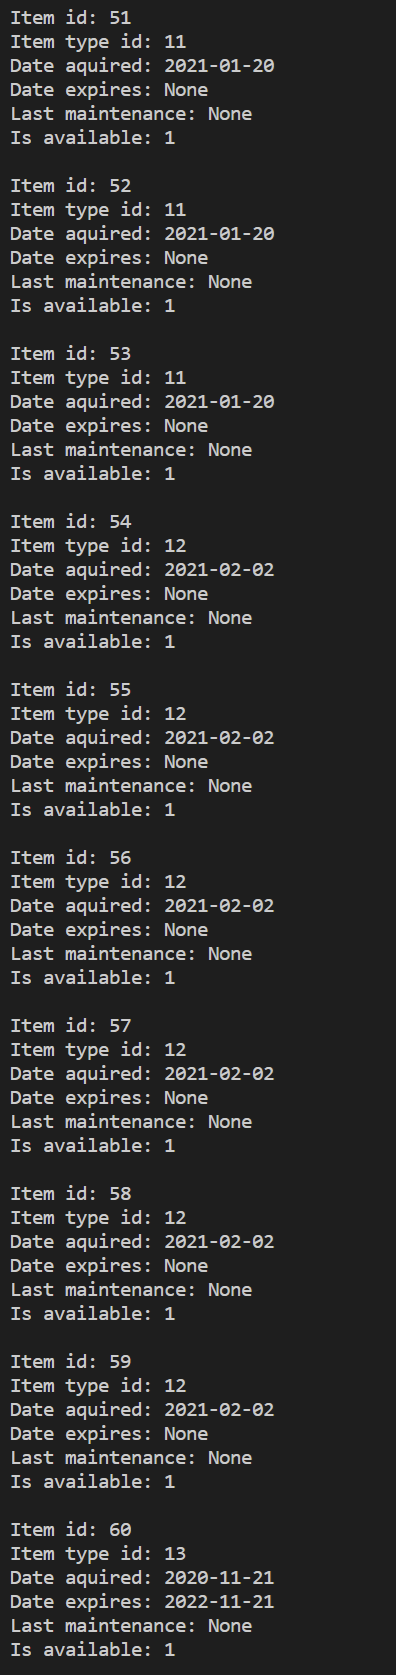 Item id: 51
Item type id: 11
Date aquired: 2021-01-20
Date expires: None
Last maintenance: None
Is available: 1

Item id: 52
Item type id: 11
Date aquired: 2021-01-20
Date expires: None
Last maintenance: None
Is available: 1

Item id: 53
Item type id: 11
Date aquired: 2021-01-20
Date expires: None
Last maintenance: None
Is available: 1

Item id: 54
Item type id: 12
Date aquired: 2021-02-02
Date expires: None
Last maintenance: None
Is available: 1

Item id: 55
Item type id: 12
Date aquired: 2021-02-02
Date expires: None
Last maintenance: None
Is available: 1

Item id: 56
Item type id: 12
Date aquired: 2021-02-02
Date expires: None
Last maintenance: None
Is available: 1

Item id: 57
Item type id: 12
Date aquired: 2021-02-02
Date expires: None
Last maintenance: None
Is available: 1

Item id: 58
Item type id: 12
Date aquired: 2021-02-02
Date expires: None
Last maintenance: None
Is available: 1

Item id: 59
Item type id: 12
Date aquired: 2021-02-02
Date expires: None
Last maintenance: None
Is available: 1

Item id: 60
Item type id: 13
Date aquired: 2020-11-21
Date expires: 2022-11-21
Last maintenance: None
Is available: 1